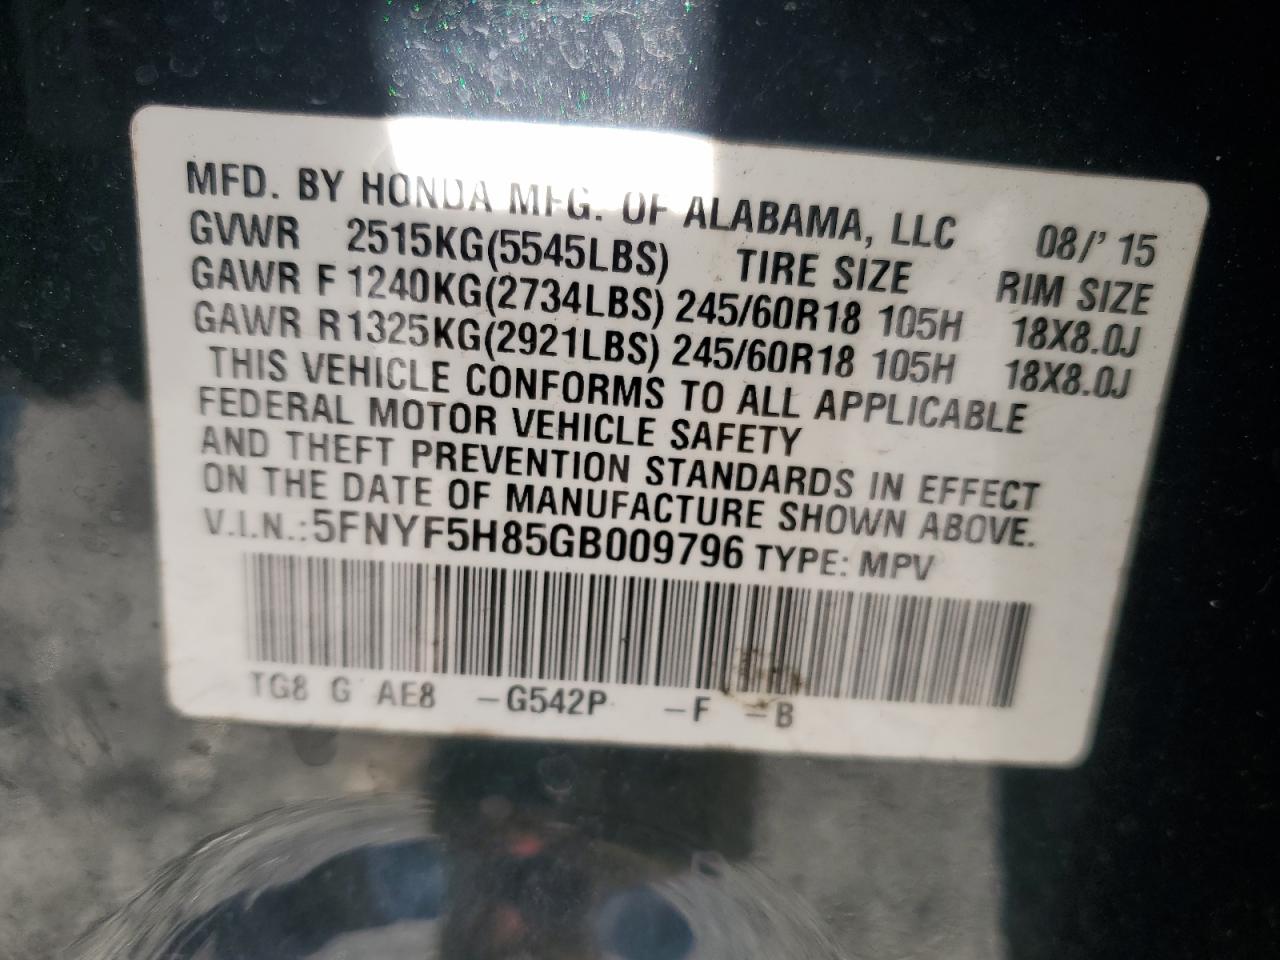 MFD. BY HONDA MFG. OF ALABAMA, LLC 08/' 15
GVWR 2515KG(5545LBS) TIRE SIZE RIM SIZE
GAWR F 1240KG(2734LBS) 245/60R18 105H 18X8.0J
GAWR R 1325KG(2921LBS) 245/60R18 105H 18X8.0J
THIS VEHICLE CONFORMS TO ALL APPLICABLE
FEDERAL MOTOR VEHICLE SAFETY
AND THEFT PREVENTION STANDARDS IN EFFECT
ON THE DATE OF MANUFACTURE SHOWN ABOVE.
V.I.N.:5FNYF5H85GB009796 TYPE: MPV
TG8 G AE8 -G542P -F -B